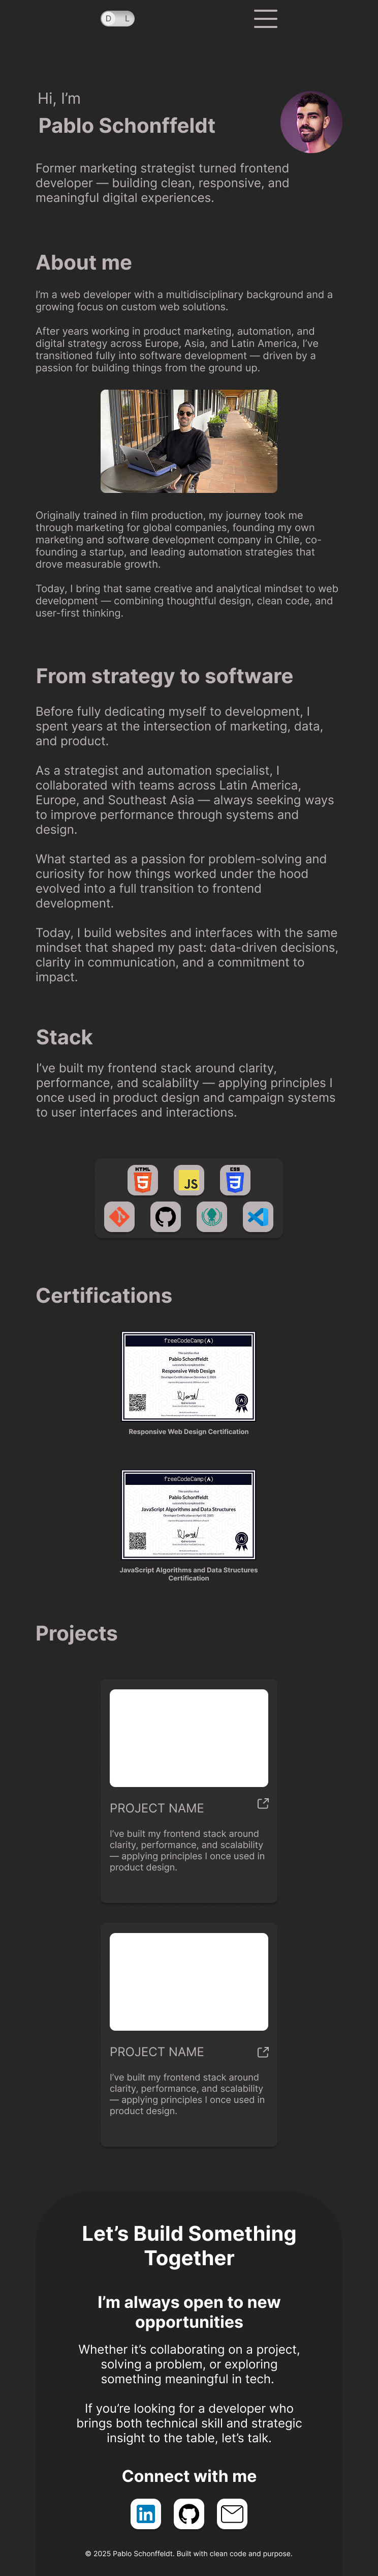 D L
Hi, I’m
Pablo Schonffeldt
Former marketing strategist turned frontend
developer — building clean, responsive, and
meaningful digital experiences.
About me
I’m a web developer with a multidisciplinary background and a
growing focus on custom web solutions.
After years working in product marketing, automation, and
digital strategy across Europe, Asia, and Latin America, I’ve
transitioned fully into software development — driven by a
passion for building things from the ground up.
Originally trained in film production, my journey took me
through marketing for global companies, founding my own
marketing and software development company in Chile, co-
founding a startup, and leading automation strategies that
drove measurable growth.
Today, I bring that same creative and analytical mindset to web
development — combining thoughtful design, clean code, and
user-first thinking.
From strategy to software
Before fully dedicating myself to development, I
spent years at the intersection of marketing, data,
and product.
As a strategist and automation specialist, I
collaborated with teams across Latin America,
Europe, and Southeast Asia — always seeking ways
to improve performance through systems and
design.
What started as a passion for problem-solving and
curiosity for how things worked under the hood
evolved into a full transition to frontend
development.
Today, I build websites and interfaces with the same
mindset that shaped my past: data-driven decisions,
clarity in communication, and a commitment to
impact.
Stack
I’ve built my frontend stack around clarity,
performance, and scalability — applying principles I
once used in product design and campaign systems
to user interfaces and interactions.
HTML 5 JS CSS 3
Certifications
freeCodeCamp(A)
Pablo Schonffeldt
Responsive Web Design
Responsive Web Design Certification
freeCodeCamp(A)
Pablo Schonffeldt
JavaScript Algorithms and Data Structures
JavaScript Algorithms and Data Structures
Certification
Projects
PROJECT NAME
I’ve built my frontend stack around
clarity, performance, and scalability
— applying principles I once used in
product design.
PROJECT NAME
I’ve built my frontend stack around
clarity, performance, and scalability
— applying principles I once used in
product design.
Let’s Build Something
Together
I’m always open to new
opportunities
Whether it’s collaborating on a project,
solving a problem, or exploring
something meaningful in tech.
If you’re looking for a developer who
brings both technical skill and strategic
insight to the table, let’s talk.
Connect with me
in
© 2025 Pablo Schonffeldt. Built with clean code and purpose.